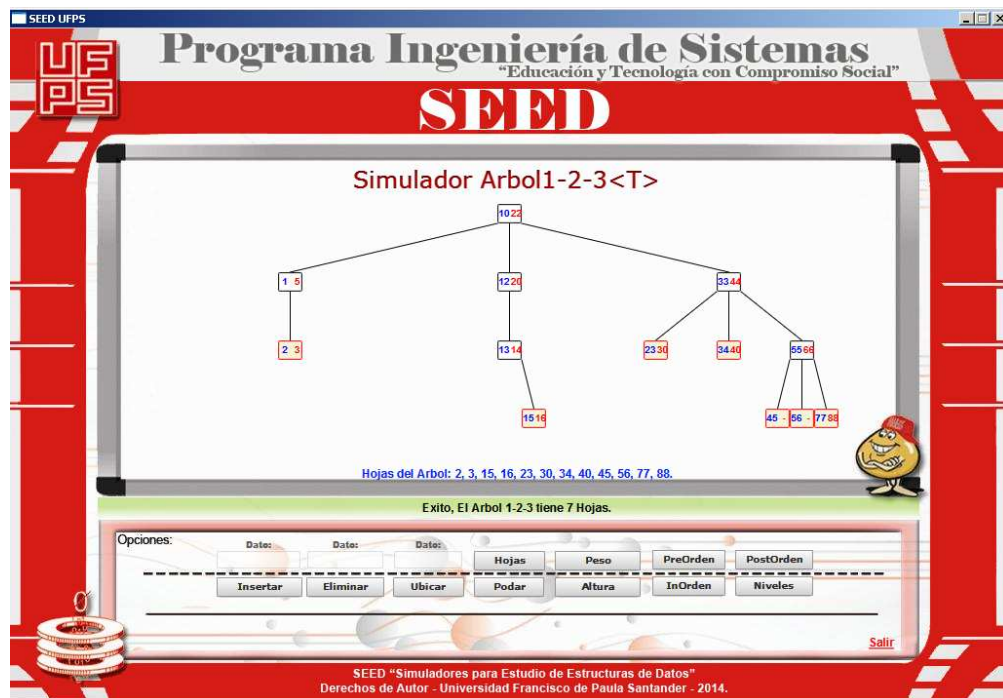 SEED UFPS
UF
PS
Programa Ingeniería de Sistemas
“Educación y Tecnología con Compromiso Social”
SEED
Simulador Arbol1-2-3<T>
10 22
1 5 12 20 33 44
2 3 13 14 23 30 34 40 55 66
15 16 45 - 56 - 77 88
Hojas del Arbol: 2, 3, 15, 16, 23, 30, 34, 40, 45, 56, 77, 88.
Exito, El Arbol 1-2-3 tiene 7 Hojas.
Opciones:
Dato: Dato: Dato:
Hojas Peso PreOrden PostOrden
Insertar Eliminar Ubicar Podar Altura InOrden Niveles
Salir
SEED “Simuladores para Estudio de Estructuras de Datos”
Derechos de Autor - Universidad Francisco de Paula Santander - 2014.